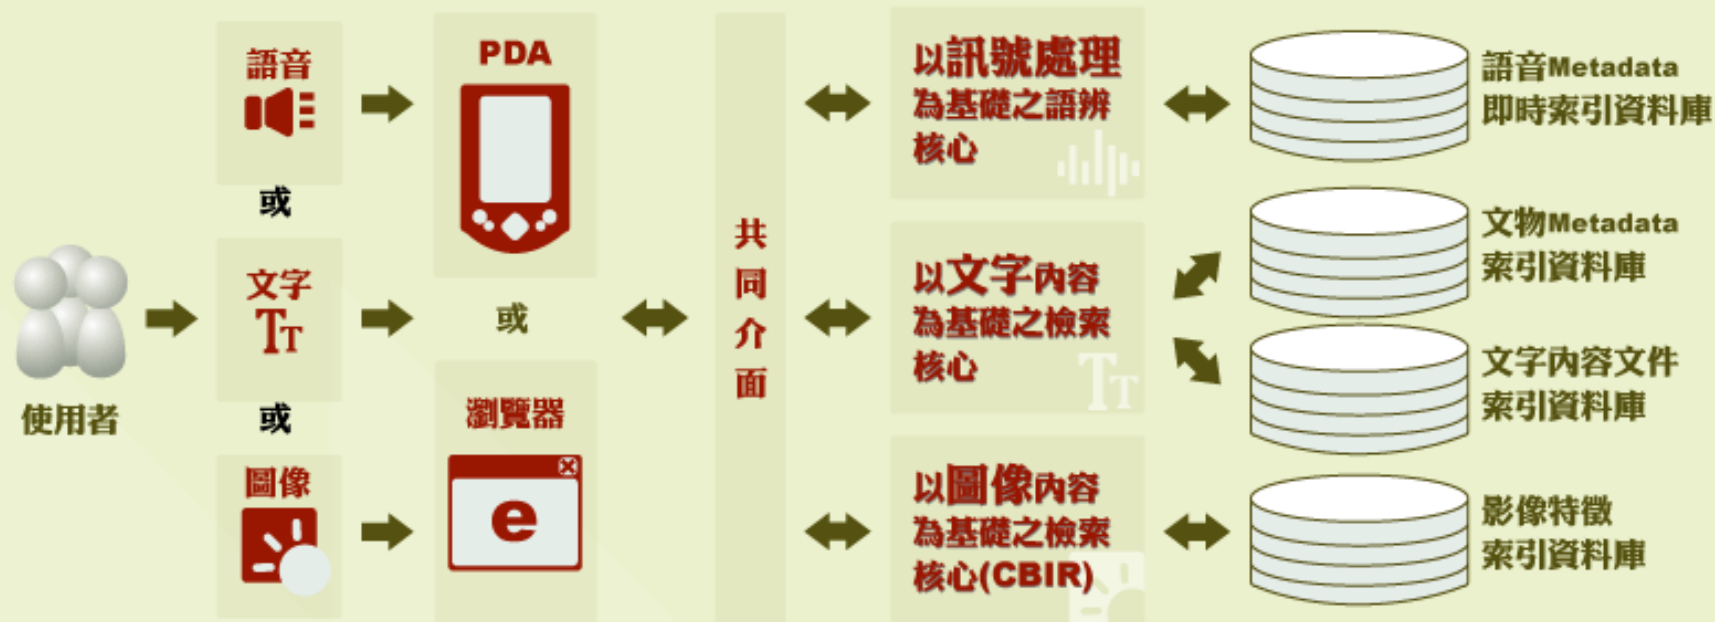 使用者
語音
或
文字
TT
或
圖像
PDA
或
瀏覽器
e
共同介面
以訊號處理
為基礎之語辨
核心
以文字內容
為基礎之檢索
核心
TT
以圖像內容
為基礎之檢索
核心(CBIR)
語音Metadata
即時索引資料庫
文物Metadata
索引資料庫
文字內容文件
索引資料庫
影像特徵
索引資料庫